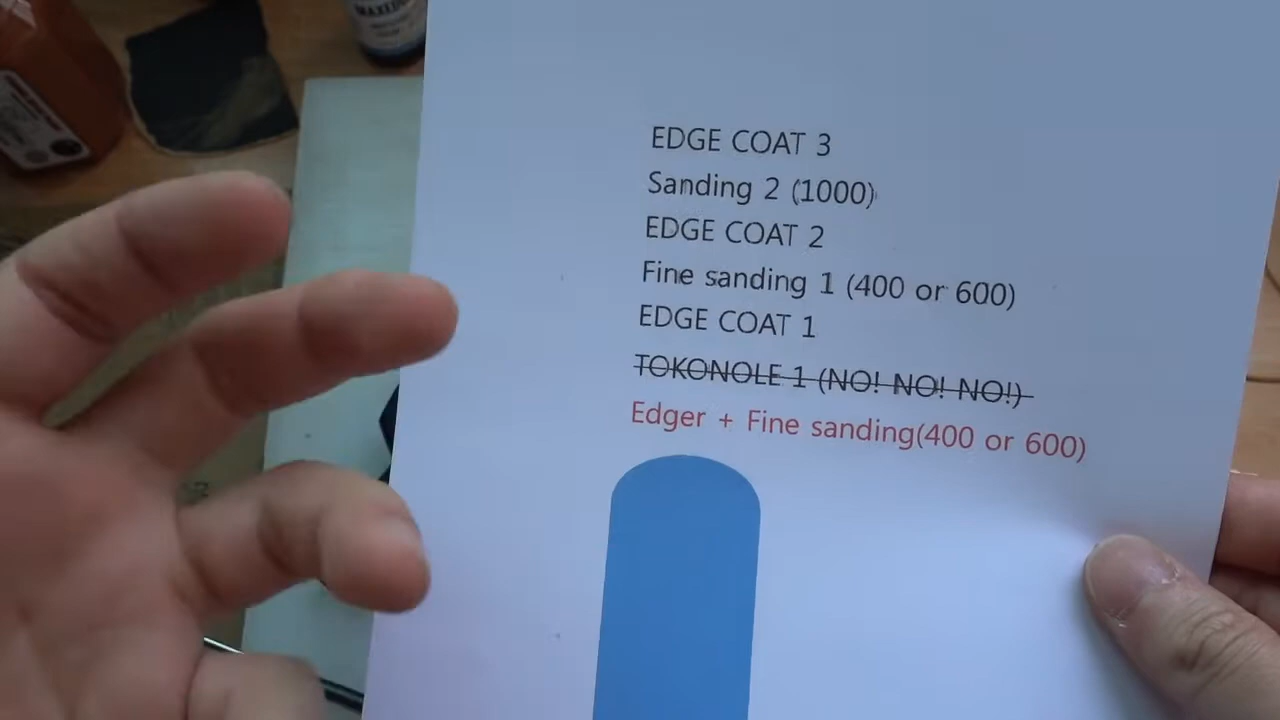 EDGE COAT 3
Sanding 2 (1000)
EDGE COAT 2
Fine sanding 1 (400 or 600)
EDGE COAT 1
TOKONOLE 1 (NO! NO! NO!)
Edger + Fine sanding(400 or 600)